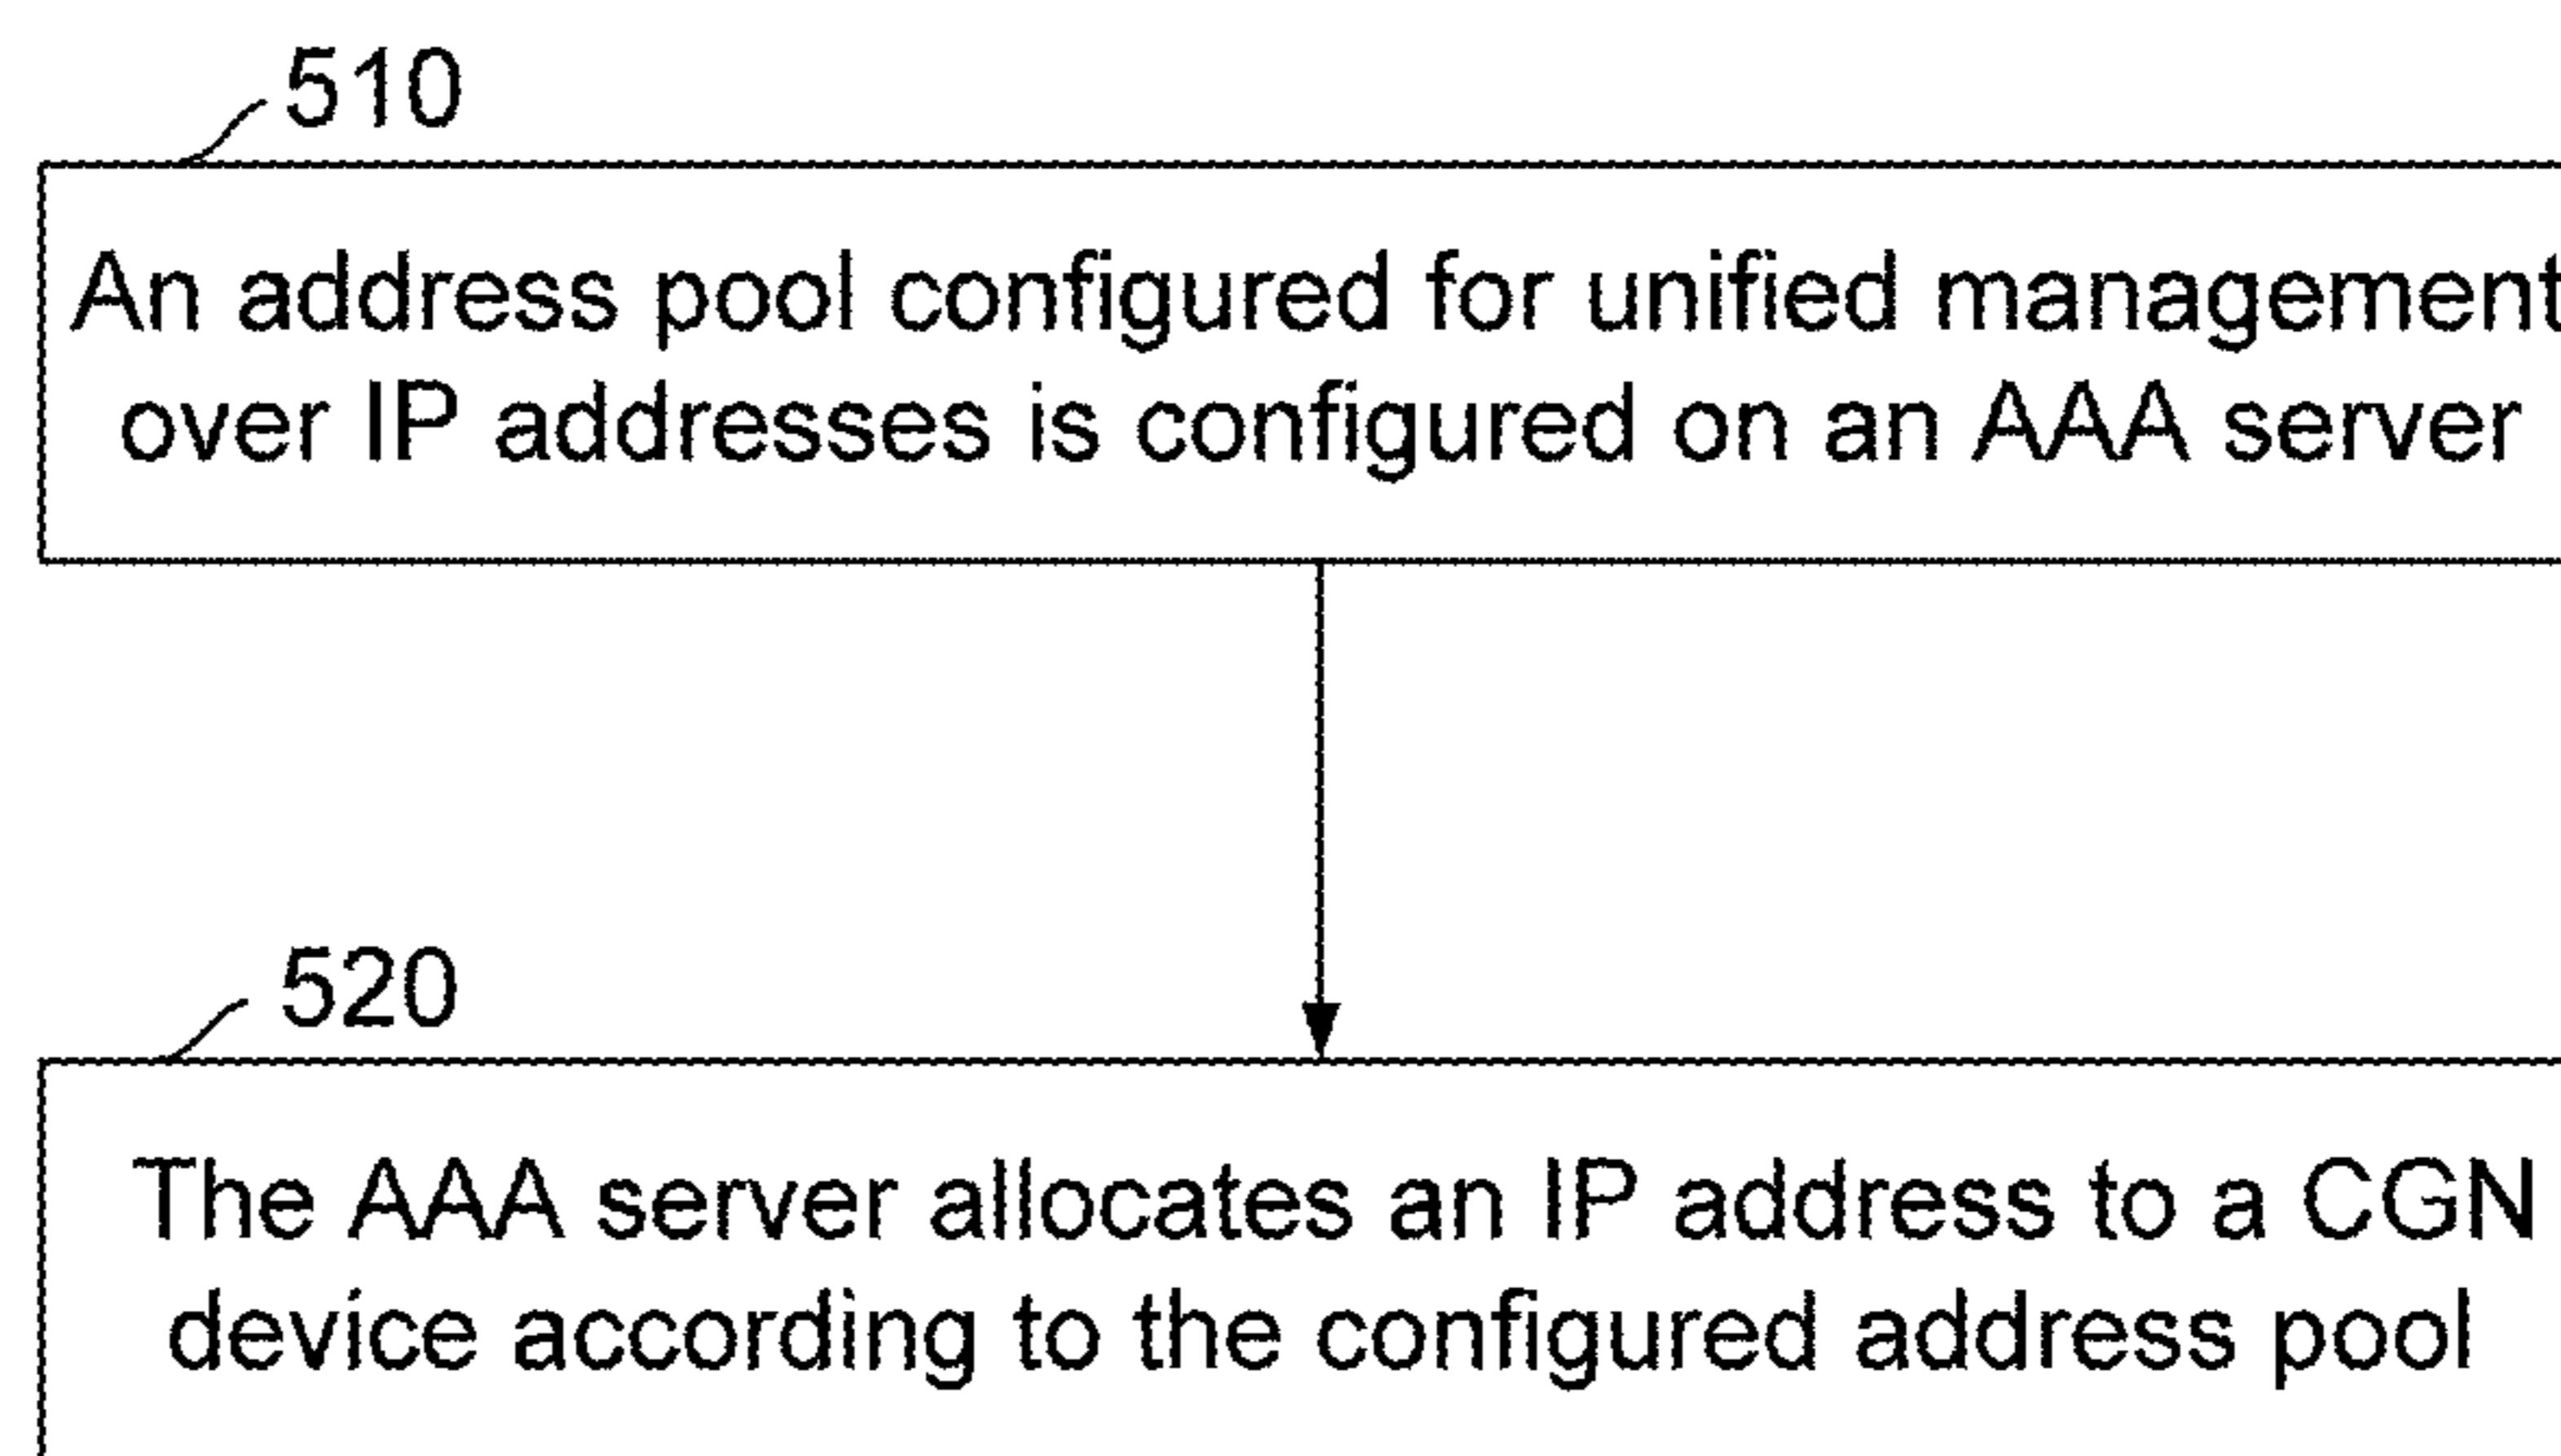 510
An address pool configured for unified management
over IP addresses is configured on an AAA server
520
The AAA server allocates an IP address to a CGN
device according to the configured address pool